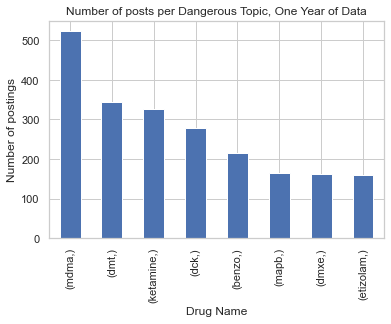 Number of posts per Dangerous Topic, One Year of Data
Number of postings
500
400
300
200
100
0
(mdma,)
(dmt,)
(ketamine,)
(dck,)
(benzo,)
(mapb,)
(dmxe,)
(etizolam,)
Drug Name